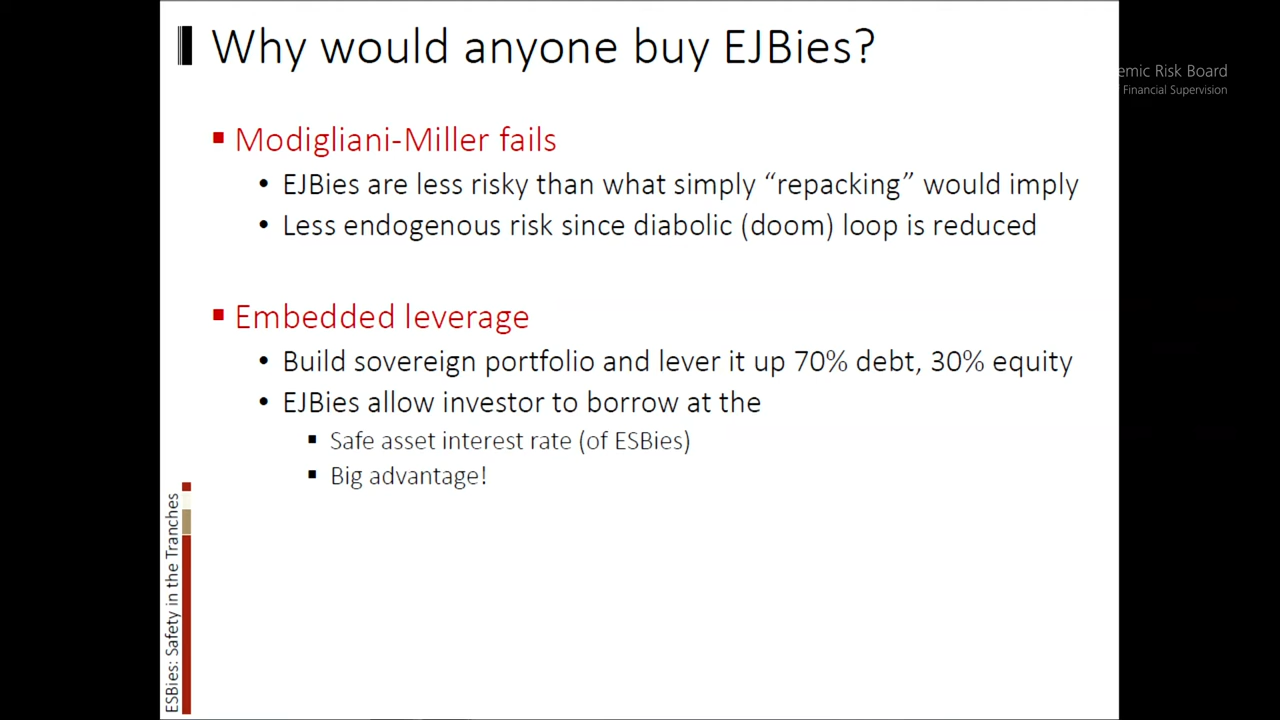 Why would anyone buy EJBies?
emic Risk Board
Financial Supervision
▪ Modigliani-Miller fails
• EJBies are less risky than what simply “repacking” would imply
• Less endogenous risk since diabolic (doom) loop is reduced
▪ Embedded leverage
• Build sovereign portfolio and lever it up 70% debt, 30% equity
• EJBies allow investor to borrow at the
▪ Safe asset interest rate (of ESBies)
▪ Big advantage!
ESBies: Safety in the Tranches